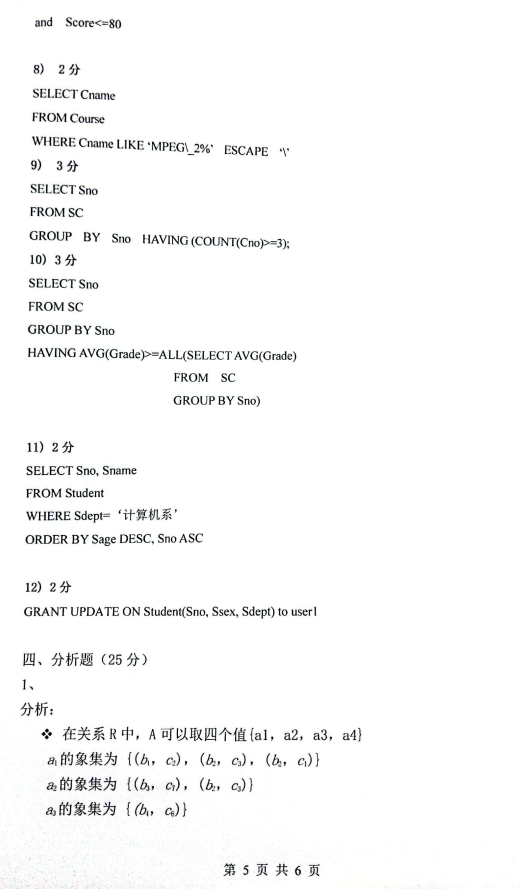 and Score<=80
8) 2分
SELECT Cname
FROM Course
WHERE Cname LIKE ‘MPEG\_2%’ ESCAPE ‘\’
9) 3分
SELECT Sno
FROM SC
GROUP BY Sno HAVING (COUNT(Cno)>=3);
10) 3分
SELECT Sno
FROM SC
GROUP BY Sno
HAVING AVG(Grade)>=ALL(SELECT AVG(Grade)
FROM SC
GROUP BY Sno)
11) 2分
SELECT Sno, Sname
FROM Student
WHERE Sdept=‘计算机系’
ORDER BY Sage DESC, Sno ASC
12) 2分
GRANT UPDATE ON Student(Sno, Ssex, Sdept) to user1
四、分析题（25分）
1、
分析：
❖ 在关系R中，A可以取四个值{a1，a2，a3，a4}
a₁的象集为 {(b₁，c₂)，(b₂，c₃)，(b₂，c₁)}
a₂的象集为 {(b₃，c₇)，(b₂，c₃)}
a₃的象集为 {(b₄，c₆)}
第 5 页 共 6 页